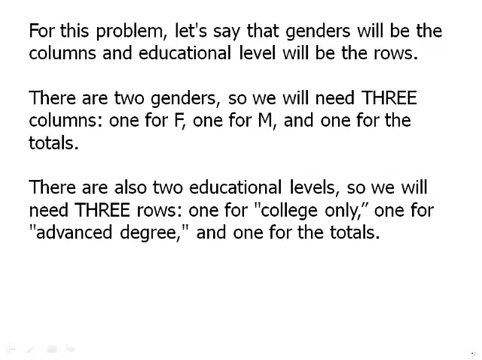 For this problem, let's say that genders will be the
columns and educational level will be the rows.
There are two genders, so we will need THREE
columns: one for F, one for M, and one for the
totals.
There are also two educational levels, so we will
need THREE rows: one for "college only,” one for
"advanced degree," and one for the totals.